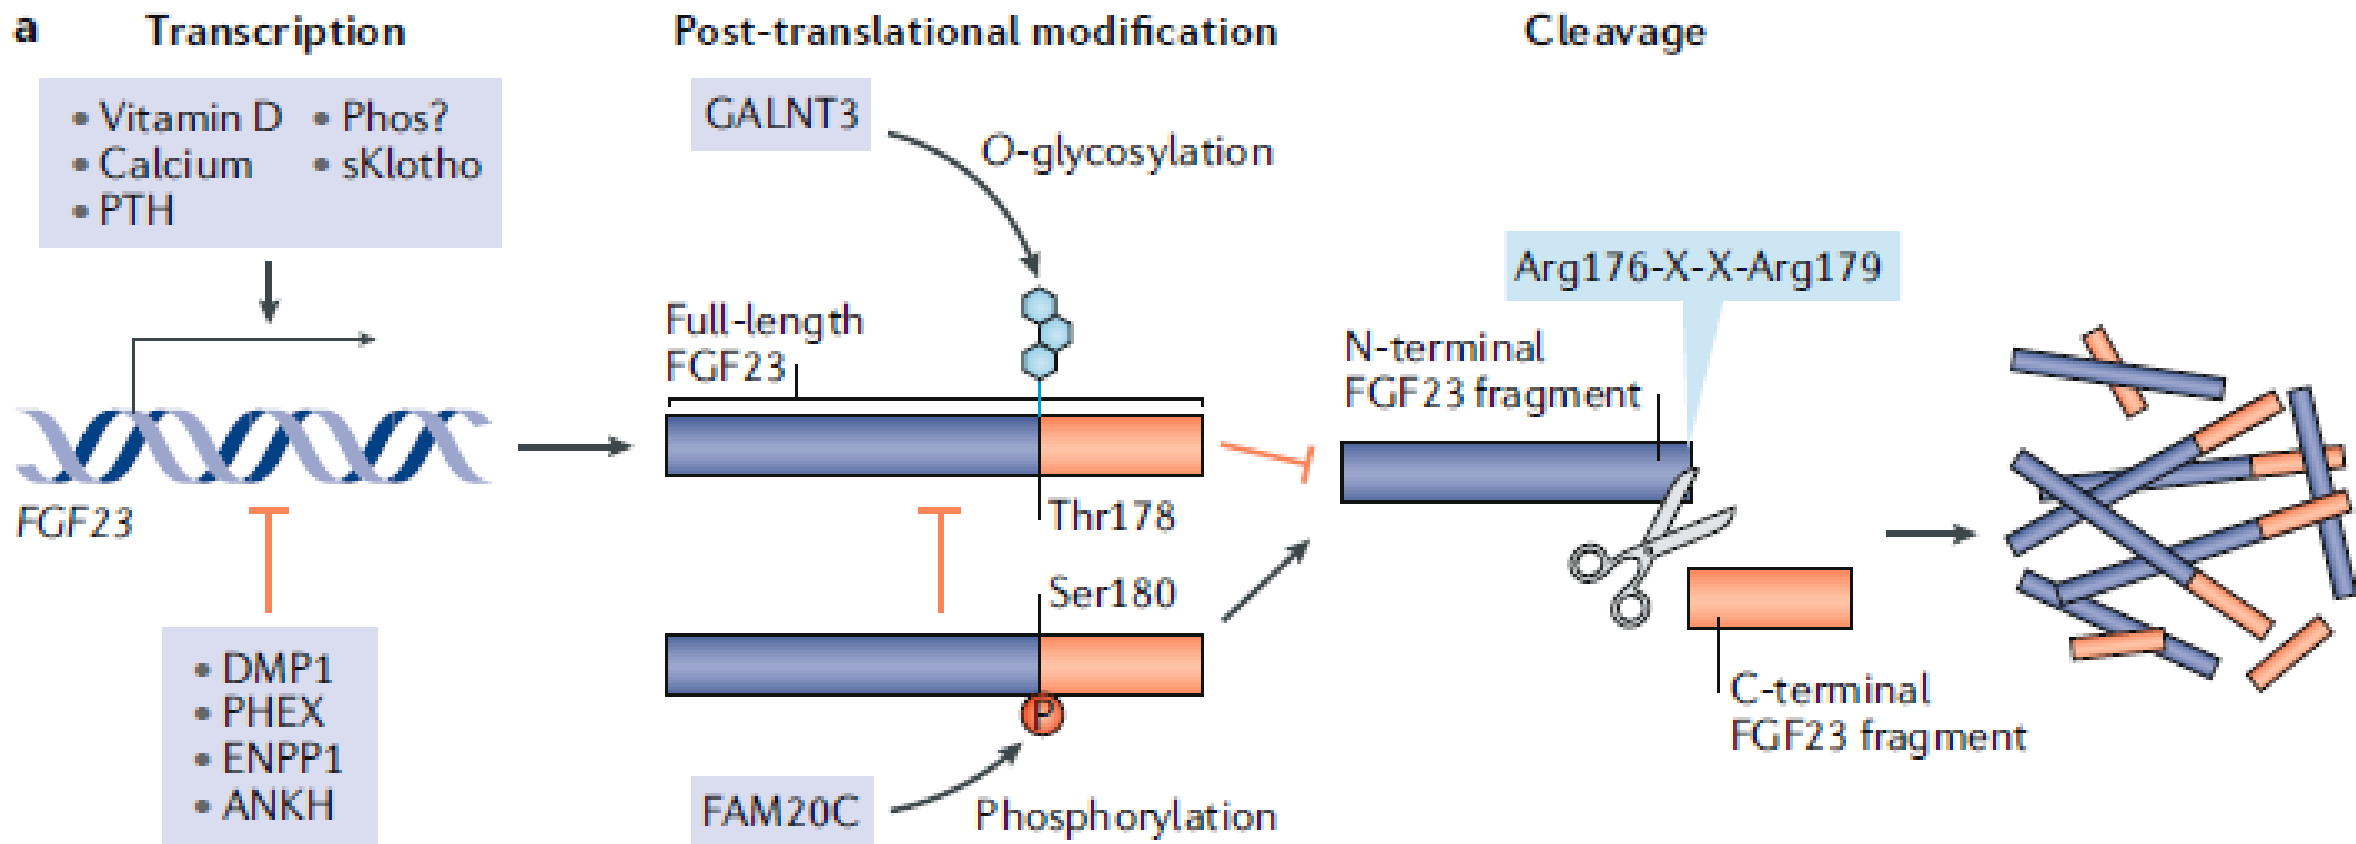 a
Transcription
Post-translational modification
Cleavage
• Vitamin D
• Calcium
• PTH
• Phos?
• sKlotho
FGF23
• DMP1
• PHEX
• ENPP1
• ANKH
GALNT3
O-glycosylation
Full-length
FGF23
Thr178
Ser180
P
FAM20C
Phosphorylation
Arg176-X-X-Arg179
N-terminal
FGF23 fragment
C-terminal
FGF23 fragment